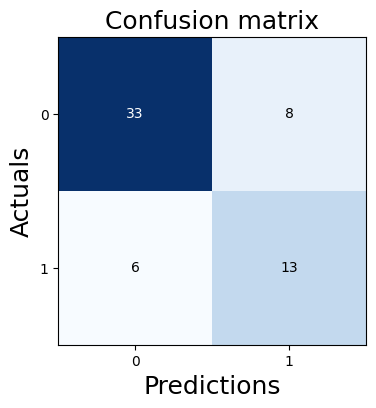 Confusion matrix
Actuals
0
33
8
1
6
13
0
1
Predictions